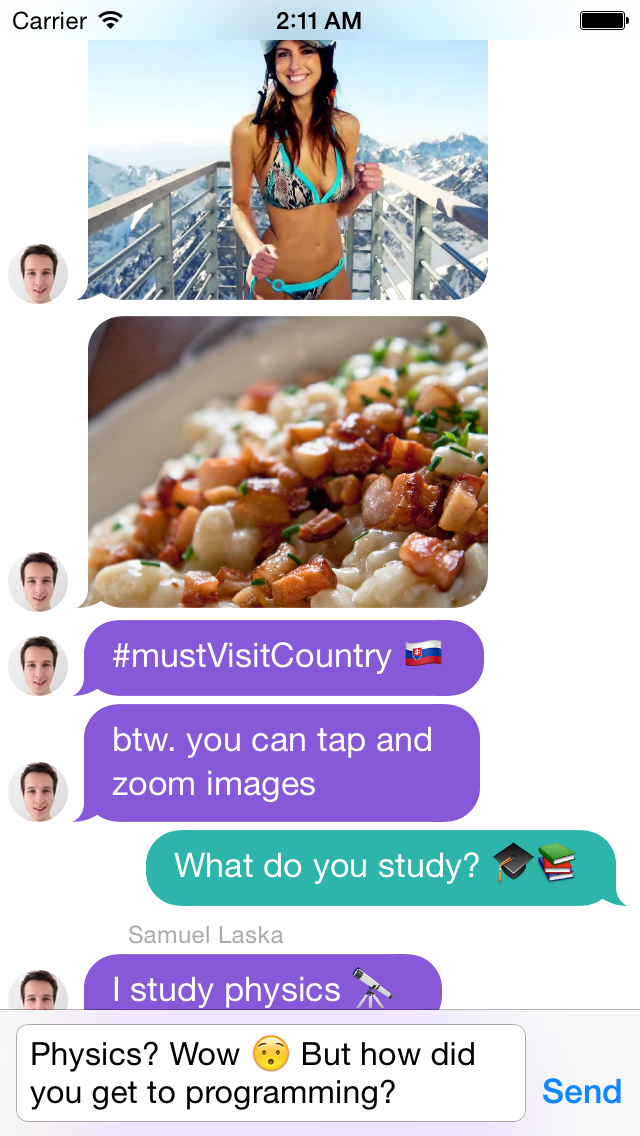 Carrier 2:11 AM
#mustVisitCountry 🇸🇰
btw. you can tap and
zoom images
What do you study? 🎓📚
Samuel Laska
I study physics 🔭
Physics? Wow 😯 But how did
you get to programming?
Send